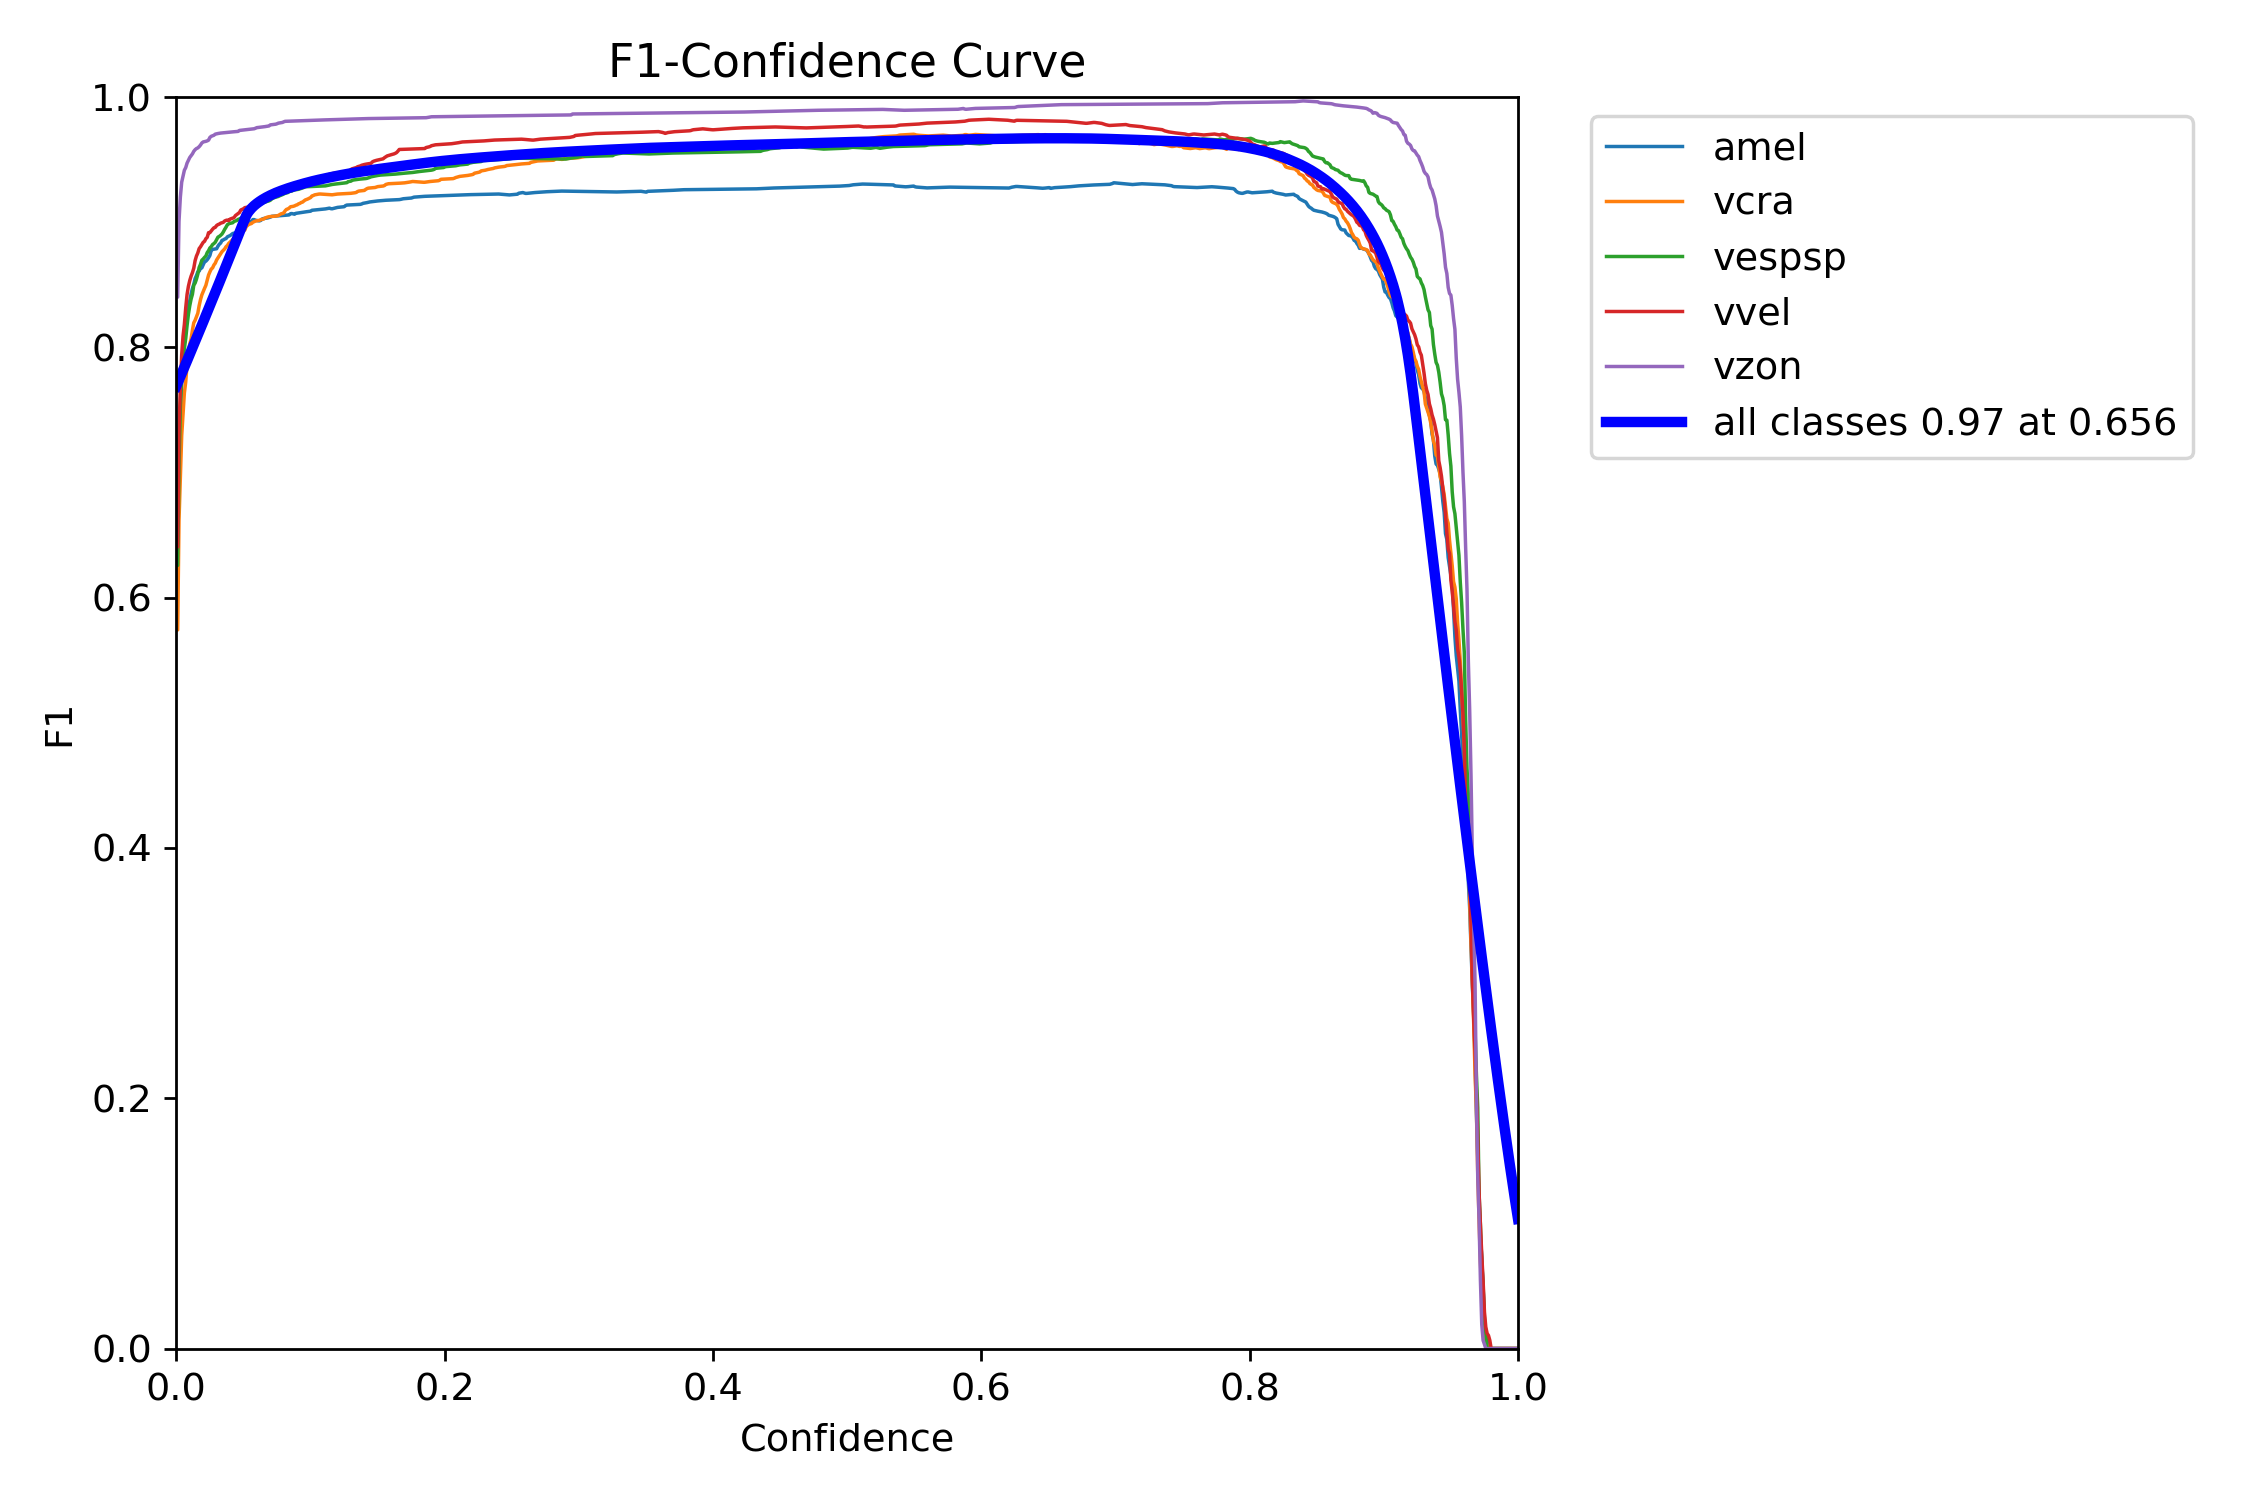 F1-Confidence Curve
1.0
0.8
0.6
0.4
0.2
0.0
F1
0.0 0.2 0.4 0.6 0.8 1.0
Confidence
amel
vcra
vespsp
vvel
vzon
all classes 0.97 at 0.656